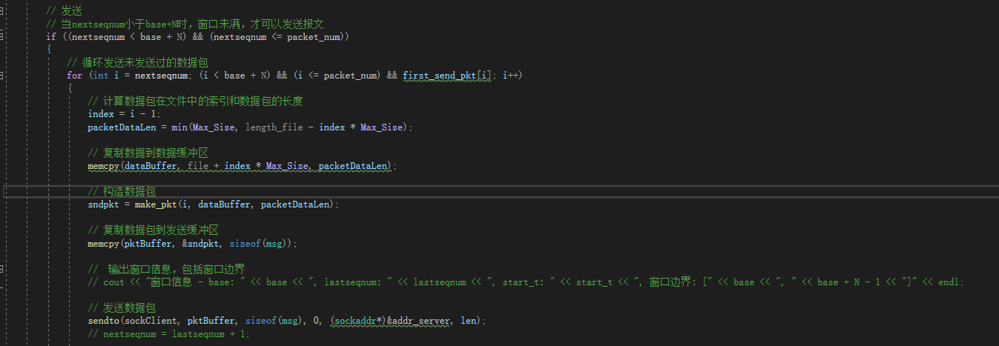 // 发送
// 当nextseqnum小于base+N时，窗口未满，才可以发送报文
if ((nextseqnum < base + N) && (nextseqnum <= packet_num))
{
// 循环发送未发送过的数据包
for (int i = nextseqnum; (i < base + N) && (i <= packet_num) && first_send_pkt[i]; i++)
{
// 计算数据包在文件中的索引和数据包的长度
index = i - 1;
packetDataLen = min(Max_Size, length_file - index * Max_Size);
// 复制数据到数据缓冲区
memcpy(dataBuffer, file + index * Max_Size, packetDataLen);
// 构造数据包
sndpkt = make_pkt(i, dataBuffer, packetDataLen);
// 复制数据包到发送缓冲区
memcpy(pktBuffer, &sndpkt, sizeof(msg));
//  输出窗口信息，包括窗口边界
// cout << "窗口信息 - base: " << base << ", lastseqnum: " << lastseqnum << ", start_t: " << start_t << ", 窗口边界: [" << base << ", " << base + N - 1 << "]" << endl;
// 发送数据包
sendto(sockClient, pktBuffer, sizeof(msg), 0, (sockaddr*)&addr_server, len);
// nextseqnum = lastseqnum + 1;